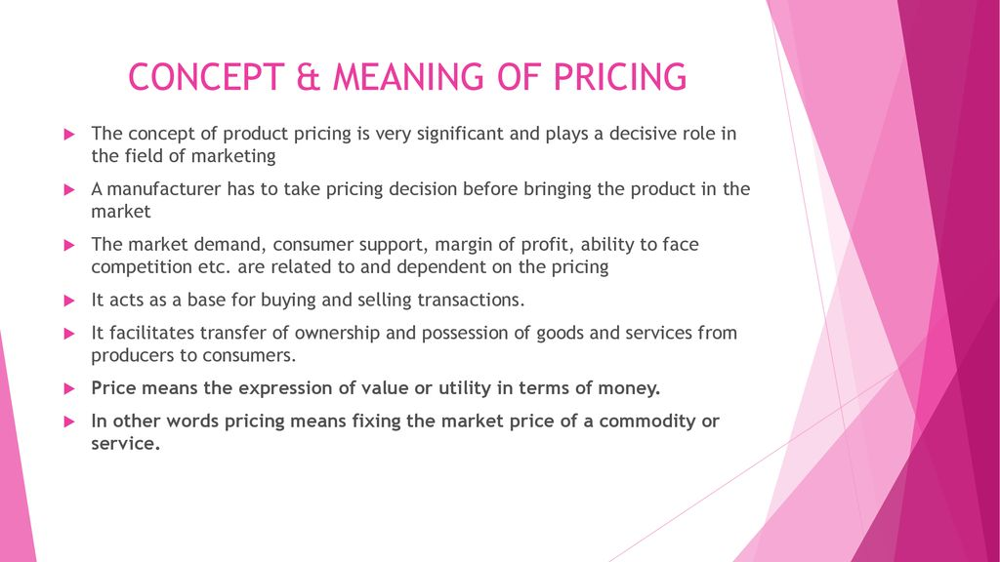 CONCEPT & MEANING OF PRICING
The concept of product pricing is very significant and plays a decisive role in
the field of marketing
A manufacturer has to take pricing decision before bringing the product in the
market
The market demand, consumer support, margin of profit, ability to face
competition etc. are related to and dependent on the pricing
It acts as a base for buying and selling transactions.
It facilitates transfer of ownership and possession of goods and services from
producers to consumers.
Price means the expression of value or utility in terms of money.
In other words pricing means fixing the market price of a commodity or
service.